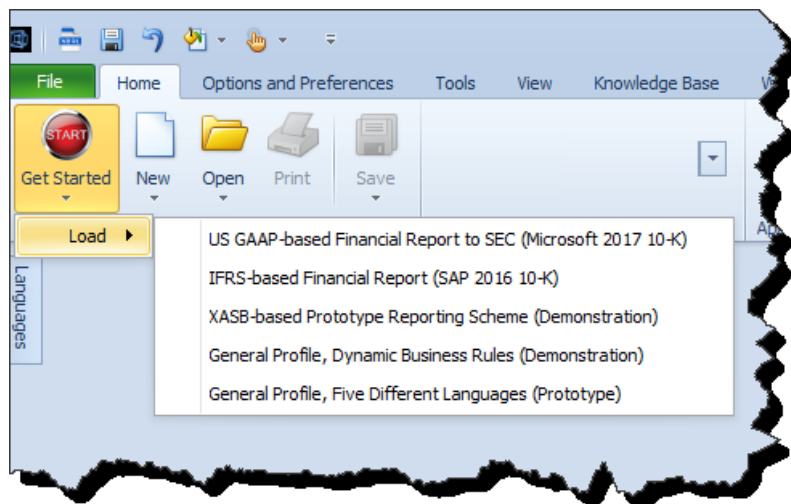 File Home Options and Preferences Tools View Knowledge Base
START
Get Started New Open Print Save
Load
US GAAP-based Financial Report to SEC (Microsoft 2017 10-K)
IFRS-based Financial Report (SAP 2016 10-K)
XASB-based Prototype Reporting Scheme (Demonstration)
General Profile, Dynamic Business Rules (Demonstration)
General Profile, Five Different Languages (Prototype)
Languages